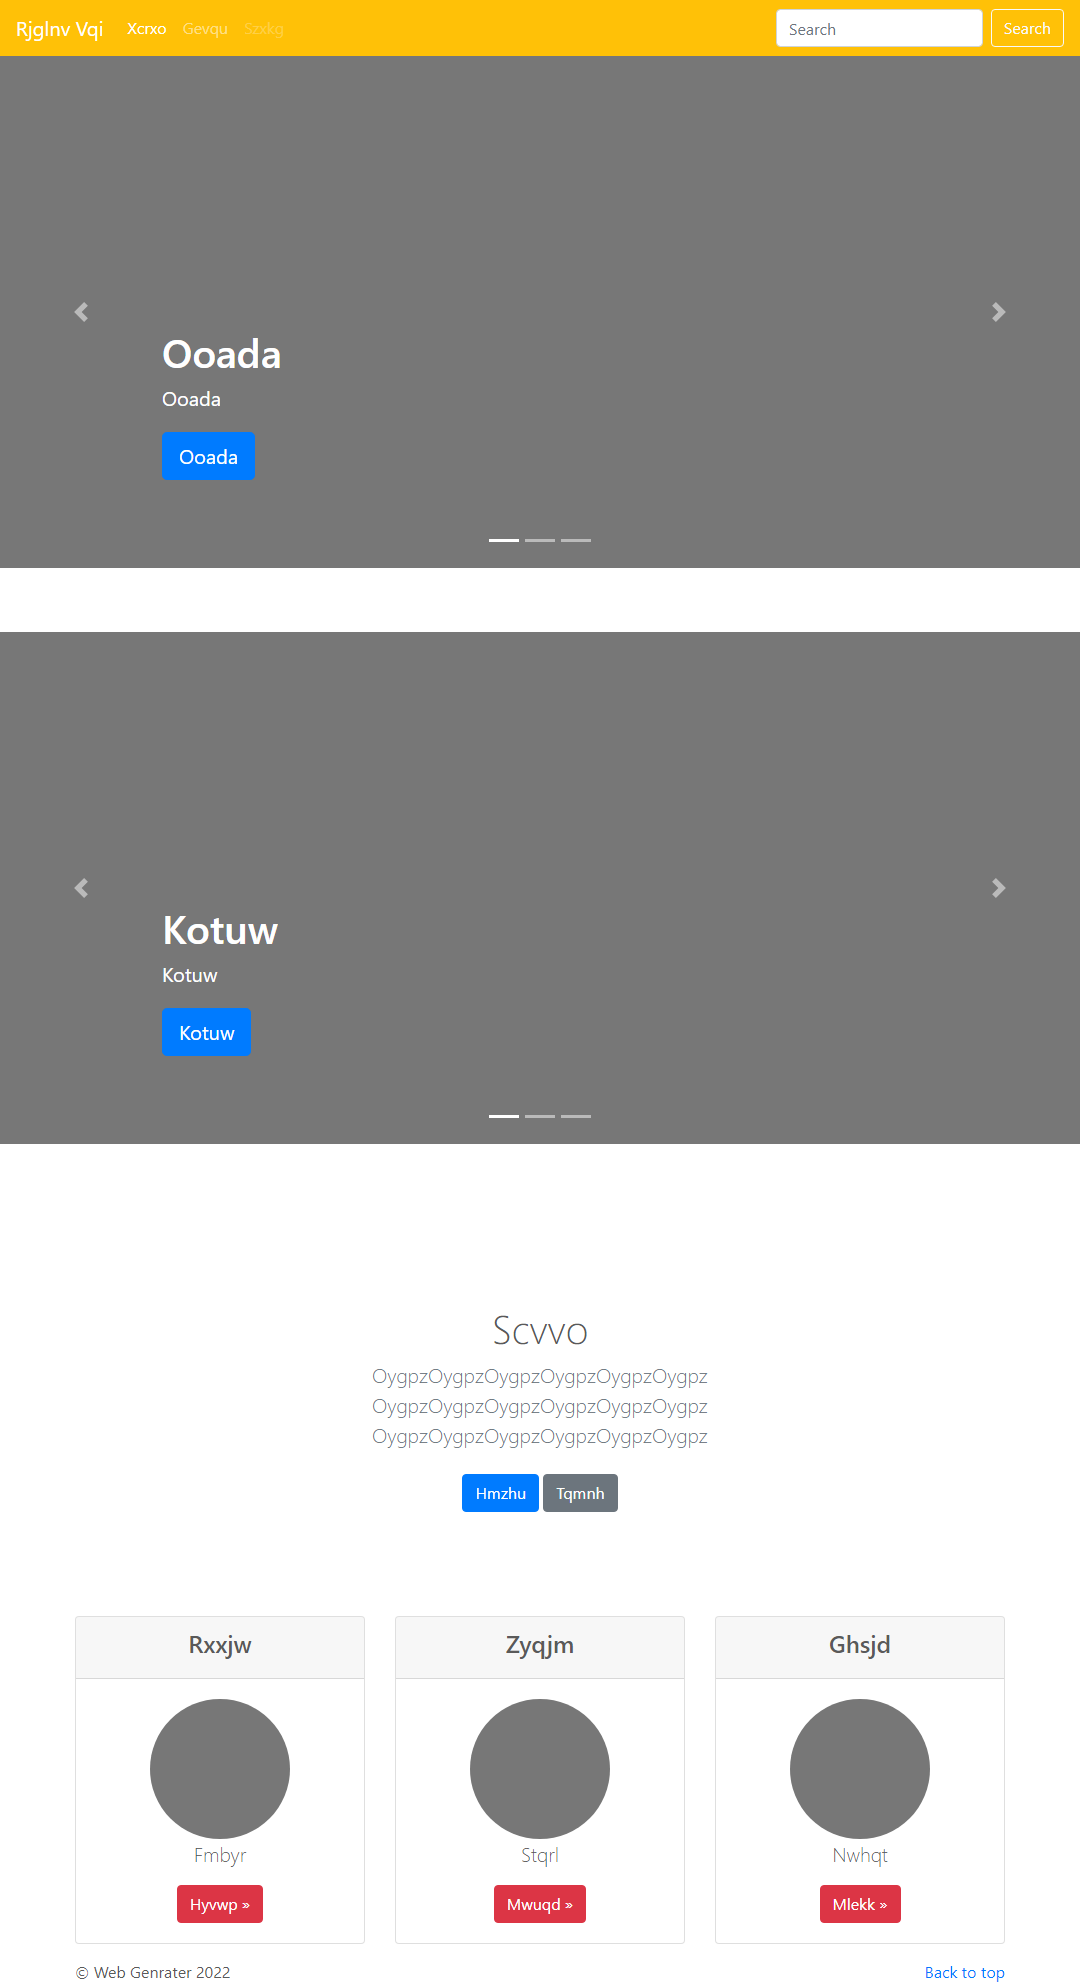 Rjglnv Vqi Xcrxo Gevqu Szxkg Search Search
Ooada
Ooada
Ooada
Kotuw
Kotuw
Kotuw
Scvvo
OygpzOygpzOygpzOygpzOygpzOygpz
OygpzOygpzOygpzOygpzOygpzOygpz
OygpzOygpzOygpzOygpzOygpzOygpz
Hmzhu Tqmnh
Rxxjw Zyqjm Ghsjd
Fmbyr Stqrl Nwhqt
Hyvwp » Mwuqd » Mlekk »
© Web Genrater 2022 Back to top